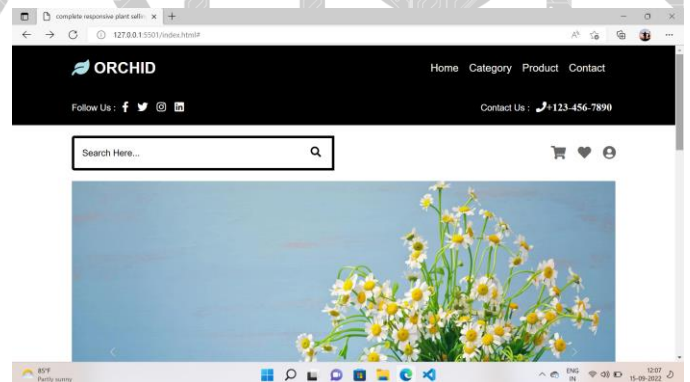 complete responsive plant sellin
127.0.0.1:5501/index.html#
ORCHID
Home Category Product Contact
Follow Us :
Contact Us : +123-456-7890
Search Here...
85°F
Partly sunny
ENG
IN
12:07
15-09-2022